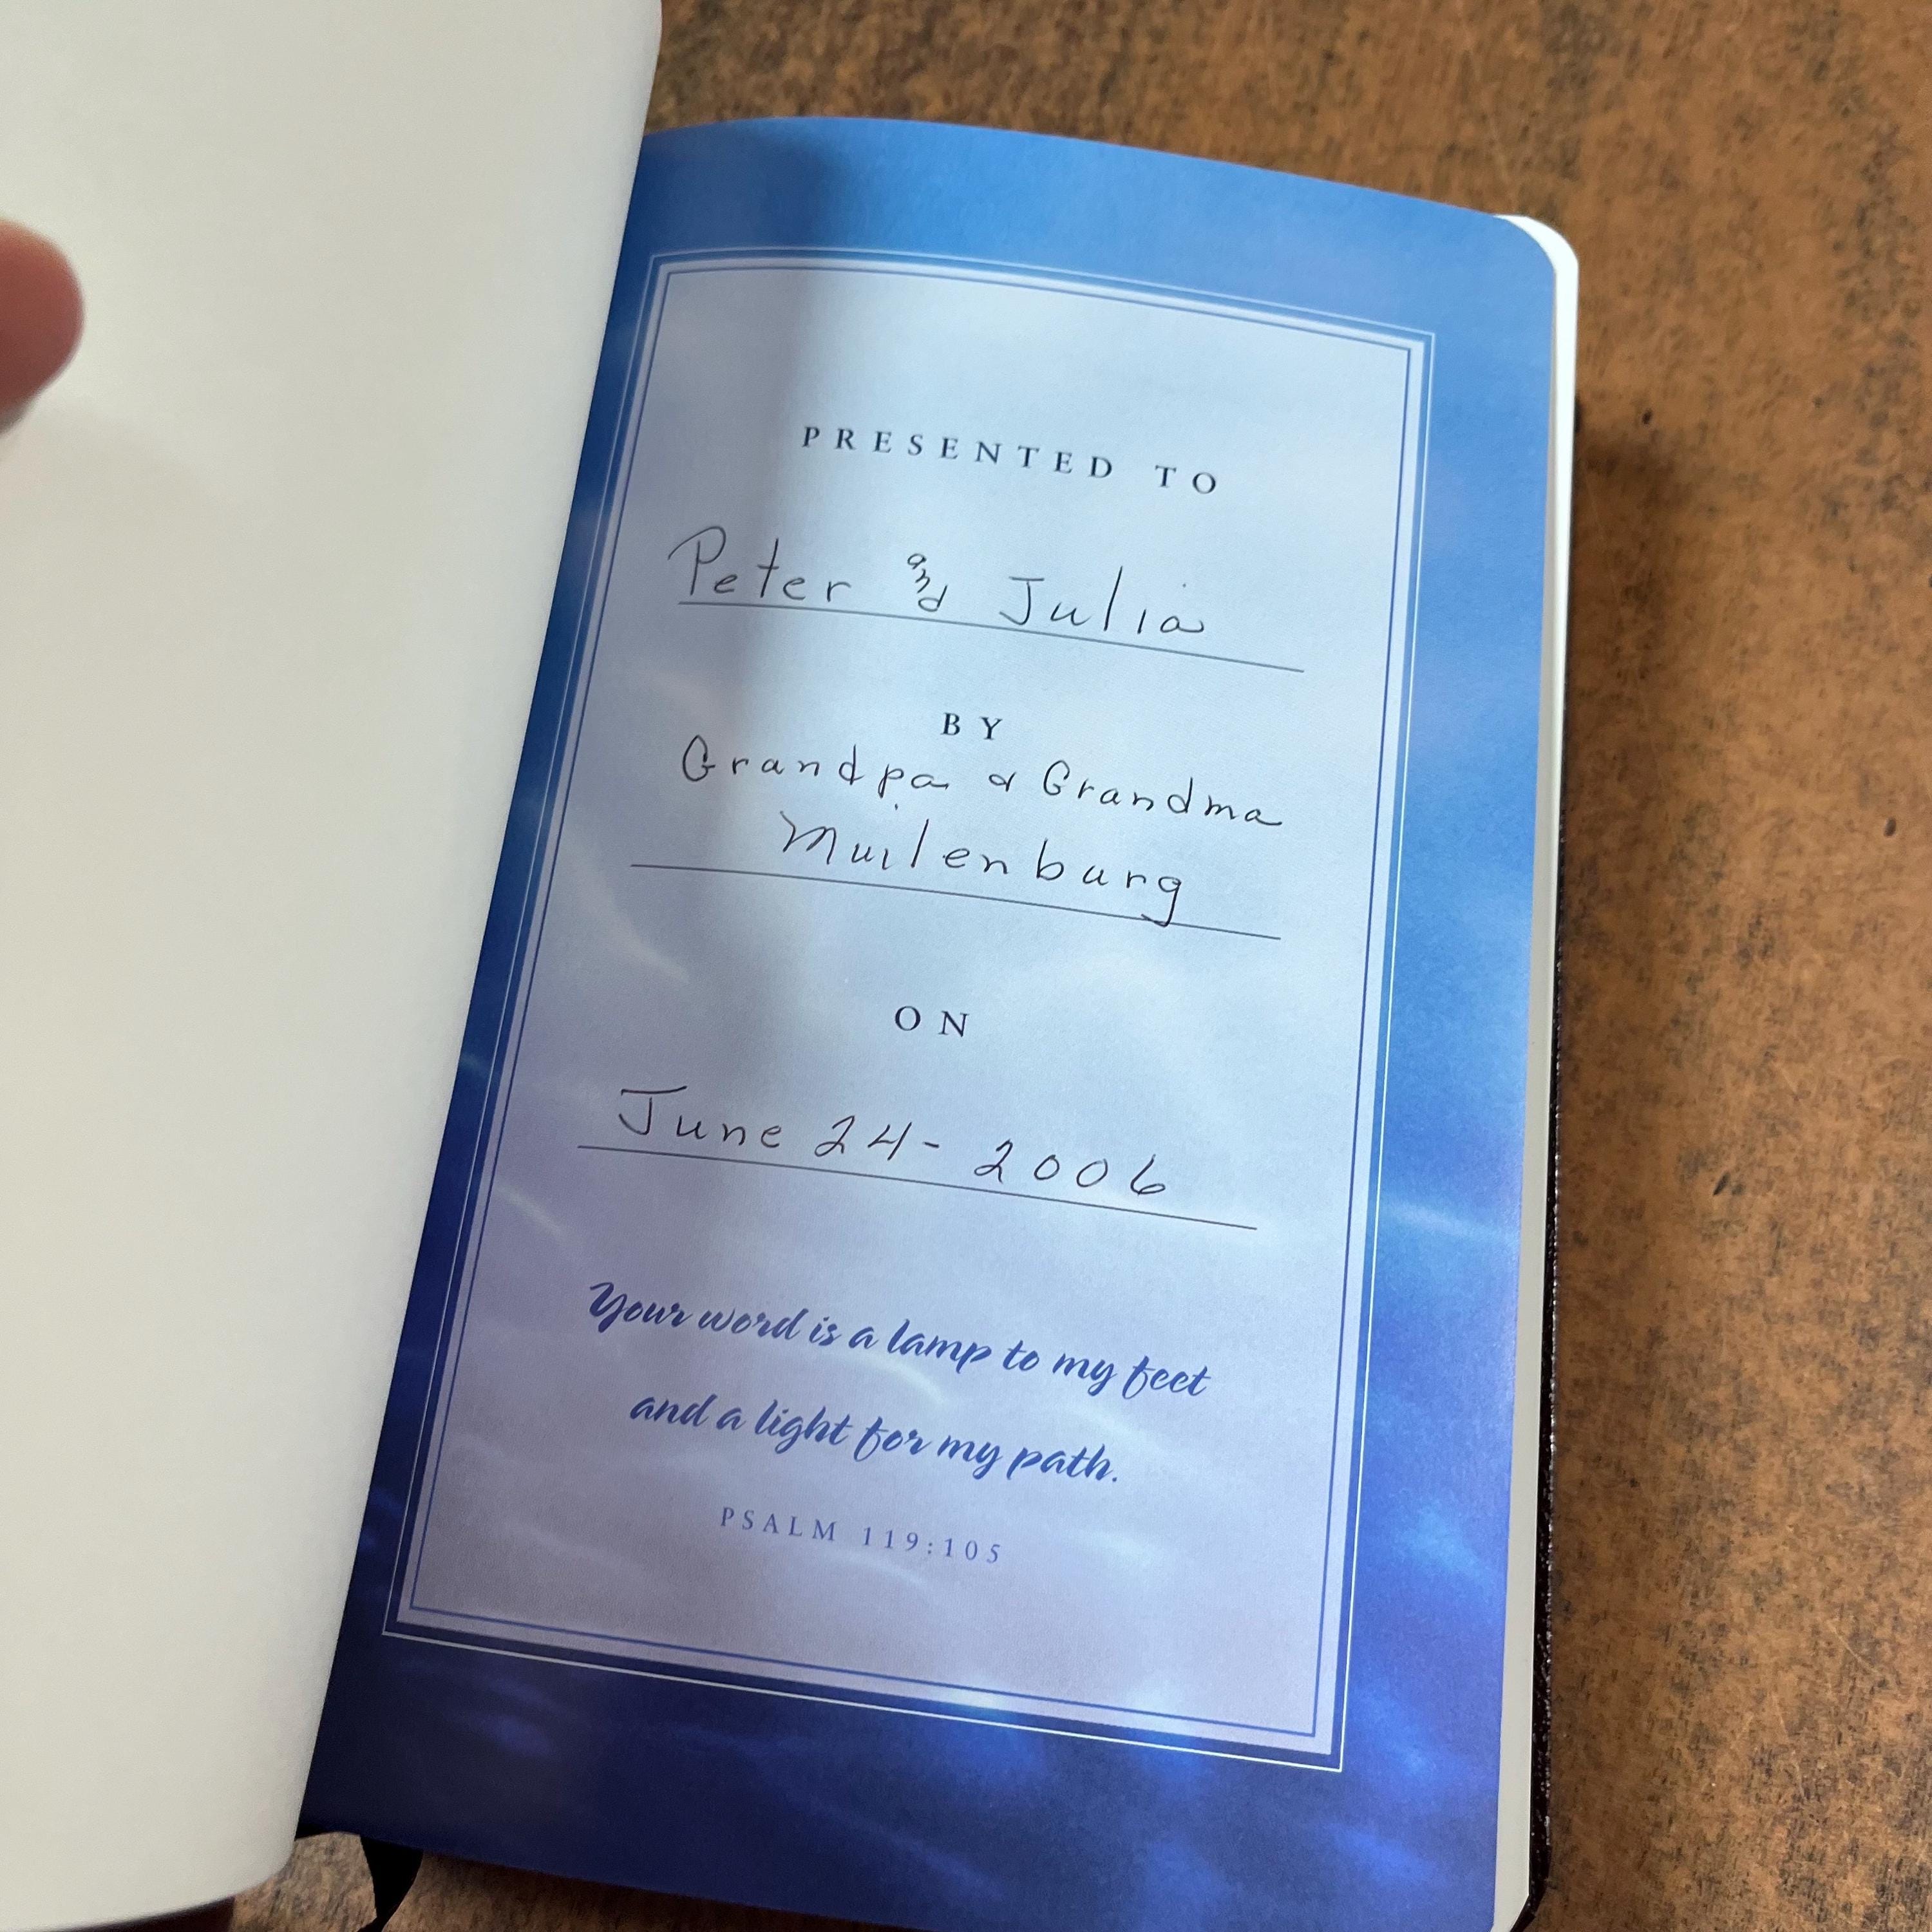 PRESENTED TO
Peter and Julia
BY
Grandpa & Grandma
Muilenburg
ON
June 24-2006
Your word is a lamp to my feet
and a light for my path.
PSALM 119:105